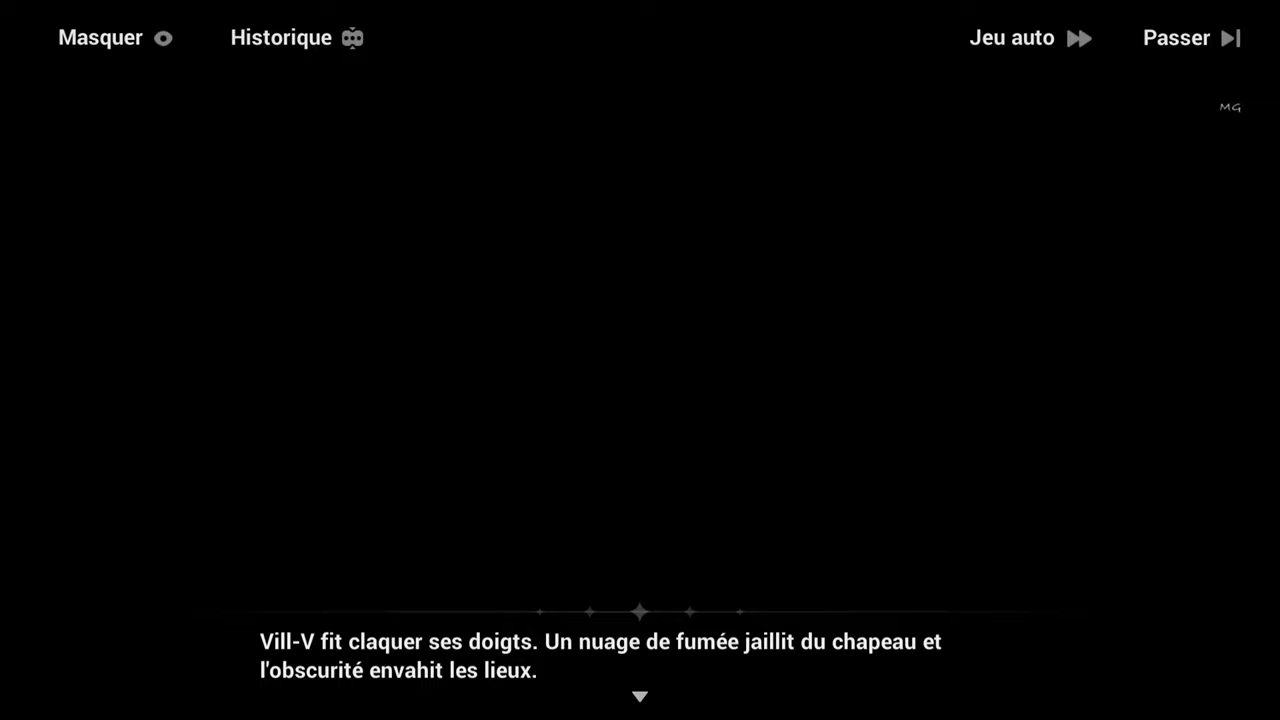 Masquer
Historique
Jeu auto
Passer
MG
Vill-V fit claquer ses doigts. Un nuage de fumée jaillit du chapeau et
l'obscurité envahit les lieux.